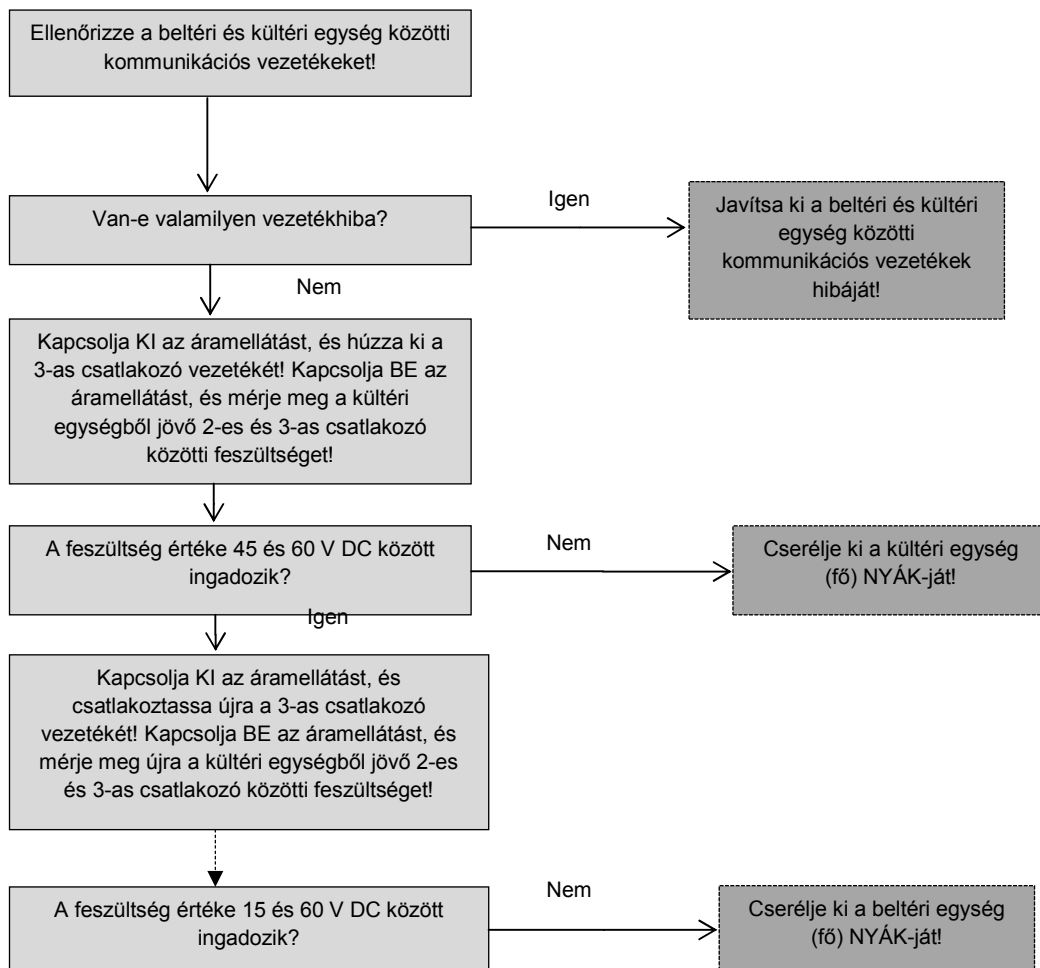 Ellenőrizze a beltéri és kültéri egység közötti
kommunikációs vezetékeket!
Van-e valamilyen vezetékhiba?
Igen
Javítsa ki a beltéri és kültéri
egység közötti
kommunikációs vezetékek
hibáját!
Nem
Kapcsolja KI az áramellátást, és húzza ki a
3-as csatlakozó vezetékét! Kapcsolja BE az
áramellátást, és mérje meg a kültéri
egységből jövő 2-es és 3-as csatlakozó
közötti feszültséget!
A feszültség értéke 45 és 60 V DC között
ingadozik?
Nem
Cserélje ki a kültéri egység
(fő) NYÁK-ját!
Igen
Kapcsolja KI az áramellátást, és
csatlakoztassa újra a 3-as csatlakozó
vezetékét! Kapcsolja BE az áramellátást, és
mérje meg újra a kültéri egységből jövő 2-es
és 3-as csatlakozó közötti feszültséget!
A feszültség értéke 15 és 60 V DC között
ingadozik?
Nem
Cserélje ki a beltéri egység
(fő) NYÁK-ját!